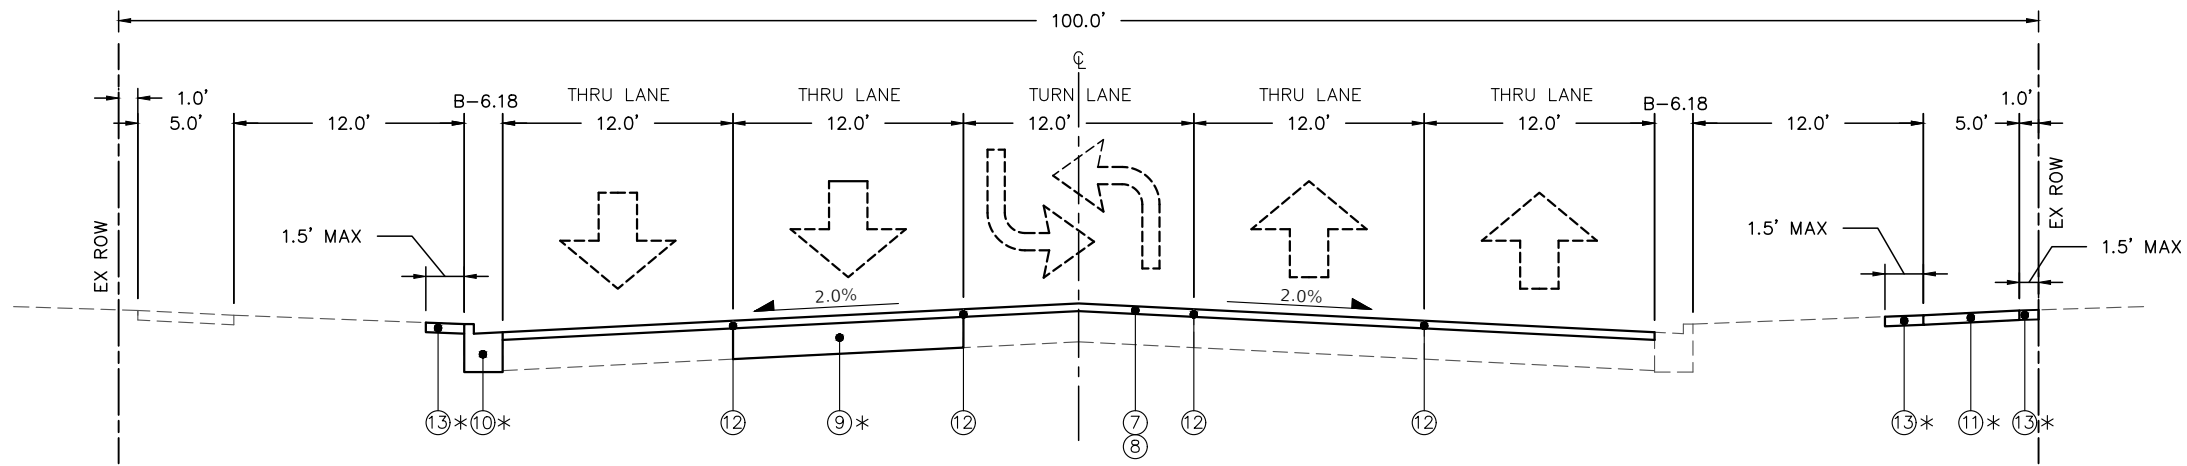 100.0'
℄
1.0'
B-6.18
THRU LANE
THRU LANE
TURN LANE
THRU LANE
THRU LANE
B-6.18
1.0'
5.0'
12.0'
12.0'
12.0'
12.0'
12.0'
12.0'
12.0'
5.0'
EX ROW
EX ROW
1.5' MAX
1.5' MAX
1.5' MAX
2.0%
2.0%
13* 10* 12 9* 12 7 12 12 13* 11* 13*
8